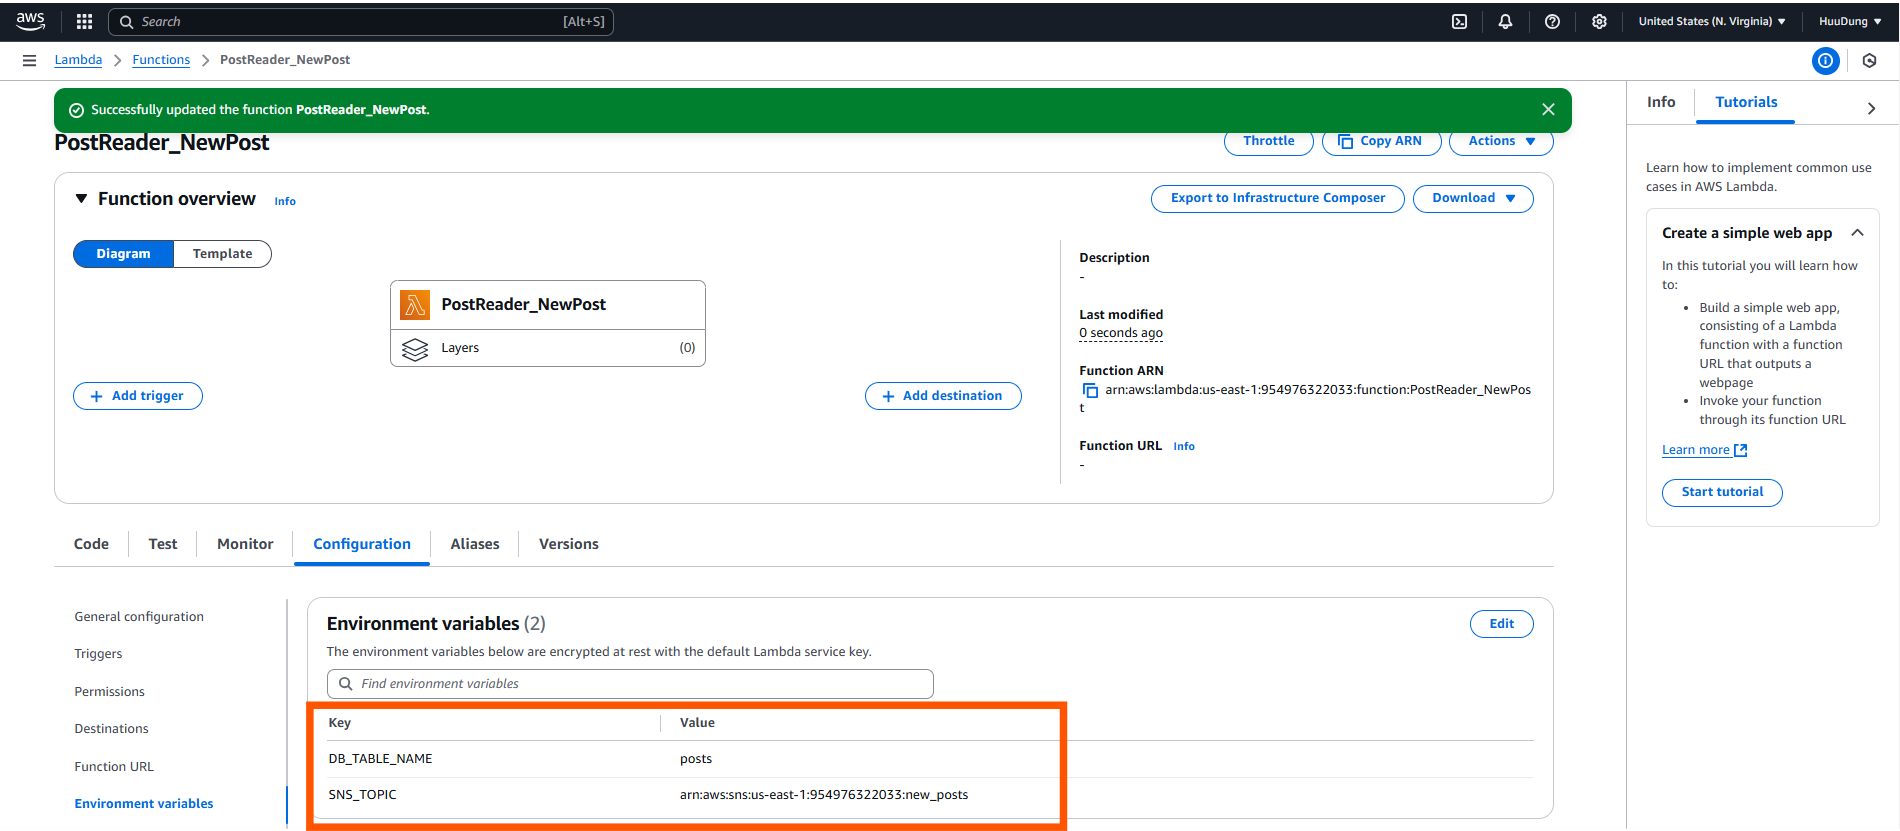 aws
Search
[Alt+S]
United States (N. Virginia)
HuuDung
Lambda
Functions
PostReader_NewPost
Successfully updated the function PostReader_NewPost.
PostReader_NewPost
Throttle
Copy ARN
Actions
Function overview
Info
Export to Infrastructure Composer
Download
Diagram
Template
PostReader_NewPost
Layers
(0)
Add trigger
Add destination
Description
-
Last modified
0 seconds ago
Function ARN
arn:aws:lambda:us-east-1:954976322033:function:PostReader_NewPos
t
Function URL
Info
-
Code
Test
Monitor
Configuration
Aliases
Versions
General configuration
Triggers
Permissions
Destinations
Function URL
Environment variables
Environment variables (2)
Edit
The environment variables below are encrypted at rest with the default Lambda service key.
Find environment variables
Key
Value
DB_TABLE_NAME
posts
SNS_TOPIC
arn:aws:sns:us-east-1:954976322033:new_posts
Info
Tutorials
Learn how to implement common use
cases in AWS Lambda.
Create a simple web app
In this tutorial you will learn how
to:
• Build a simple web app,
consisting of a Lambda
function with a function
URL that outputs a
webpage
• Invoke your function
through its function URL
Learn more
Start tutorial